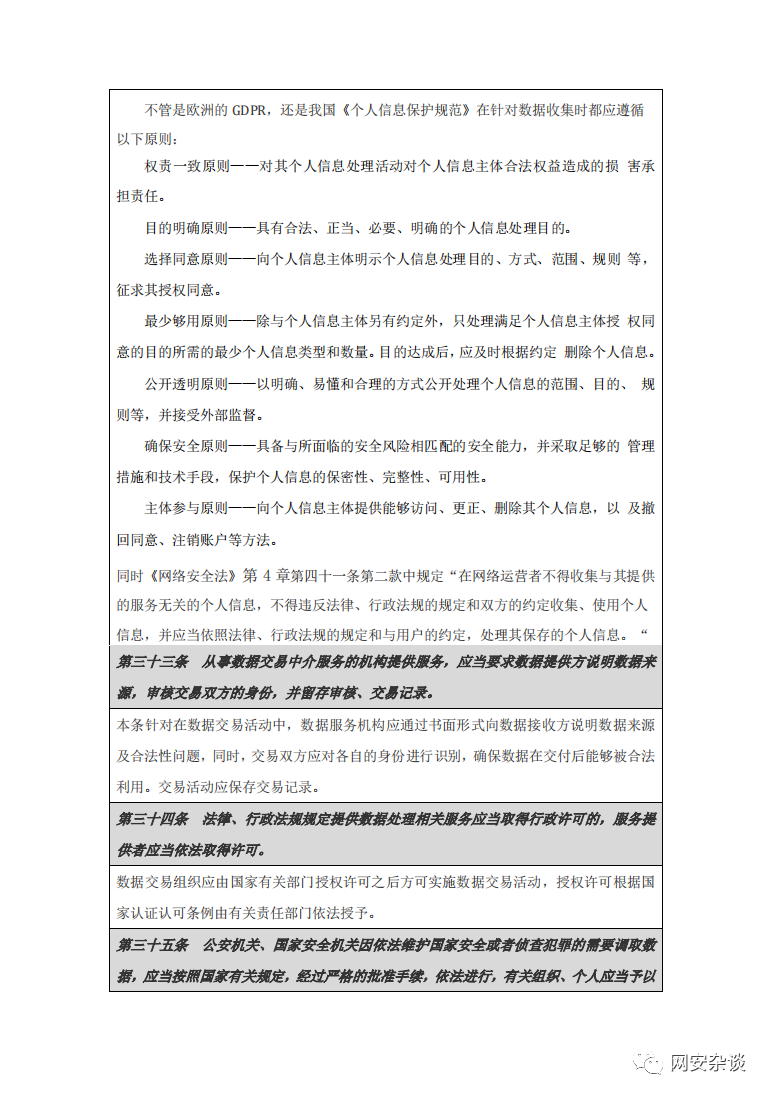 不管是欧洲的 GDPR，还是我国《个人信息保护规范》在针对数据收集时都应遵循
以下原则：
权责一致原则——对其个人信息处理活动对个人信息主体合法权益造成的损 害承
担责任。
目的明确原则——具有合法、正当、必要、明确的个人信息处理目的。
选择同意原则——向个人信息主体明示个人信息处理目的、方式、范围、规则 等，
征求其授权同意。
最少够用原则——除与个人信息主体另有约定外，只处理满足个人信息主体授 权同
意的目的所需的最少个人信息类型和数量。目的达成后，应及时根据约定 删除个人信息。
公开透明原则——以明确、易懂和合理的方式公开处理个人信息的范围、目的、 规
则等，并接受外部监督。
确保安全原则——具备与所面临的安全风险相匹配的安全能力，并采取足够的 管理
措施和技术手段，保护个人信息的保密性、完整性、可用性。
主体参与原则——向个人信息主体提供能够访问、更正、删除其个人信息，以 及撤
回同意、注销账户等方法。
同时《网络安全法》第 4 章第四十一条第二款中规定“在网络运营者不得收集与其提供
的服务无关的个人信息，不得违反法律、行政法规的规定和双方的约定收集、使用个人
信息，并应当依照法律、行政法规的规定和与用户的约定，处理其保存的个人信息。“
第三十三条 从事数据交易中介服务的机构提供服务，应当要求数据提供方说明数据来
源，审核交易双方的身份，并留存审核、交易记录。
本条针对在数据交易活动中，数据服务机构应通过书面形式向数据接收方说明数据来源
及合法性问题，同时，交易双方应对各自的身份进行识别，确保数据在交付后能够被合法
利用。交易活动应保存交易记录。
第三十四条 法律、行政法规规定提供数据处理相关服务应当取得行政许可的，服务提
供者应当依法取得许可。
数据交易组织应由国家有关部门授权许可之后方可实施数据交易活动，授权许可根据国
家认证认可条例由有关责任部门依法授予。
第三十五条 公安机关、国家安全机关因依法维护国家安全或者侦查犯罪的需要调取数
据，应当按照国家有关规定，经过严格的批准手续，依法进行，有关组织、个人应当予以
网安杂谈